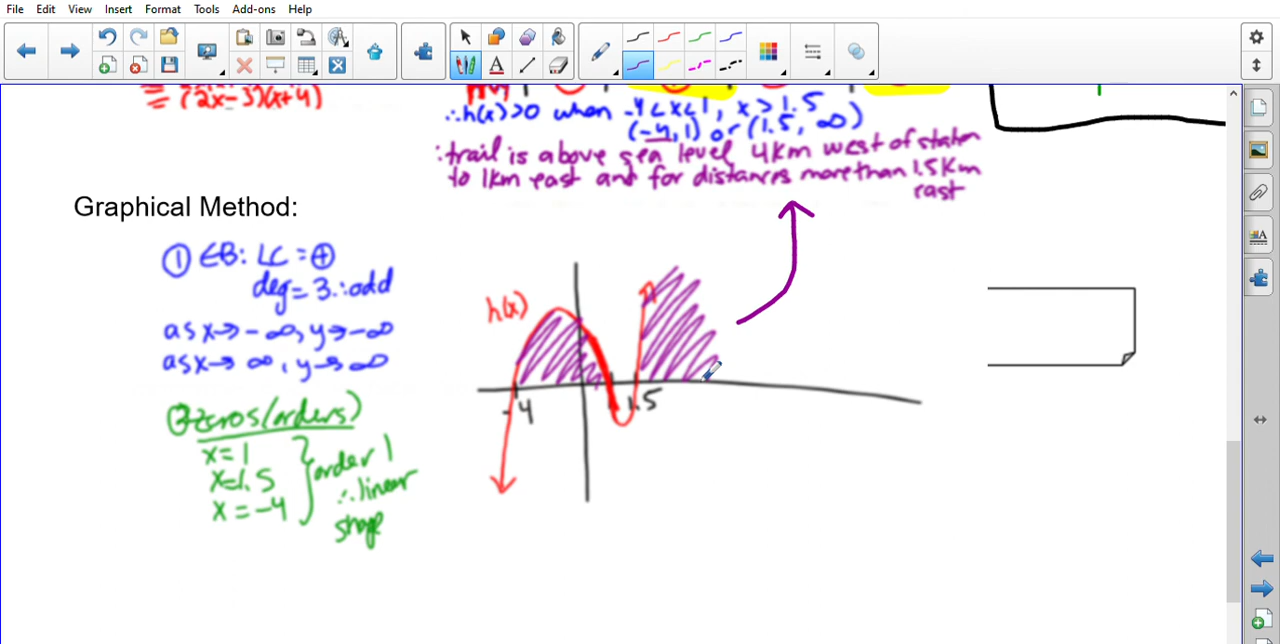 File Edit View Insert Format Tools Add-ons Help
= (2x-3)(x+4)
∴h(x)>0 when -4<x<1, x>1.5
(-4,1) or (1.5, ∞)
∴trail is above sea level 4km west of station
to 1km east and for distances more than 1.5km
east
Graphical Method:
① EB: LC = ⊕
deg = 3 ∴ odd
as x→ -∞, y→ -∞
as x→ ∞, y→ ∞
② zeros/orders)
x=1
x=1.5
x=-4
order 1
∴ linear
shape
h(x)
-4
1.5